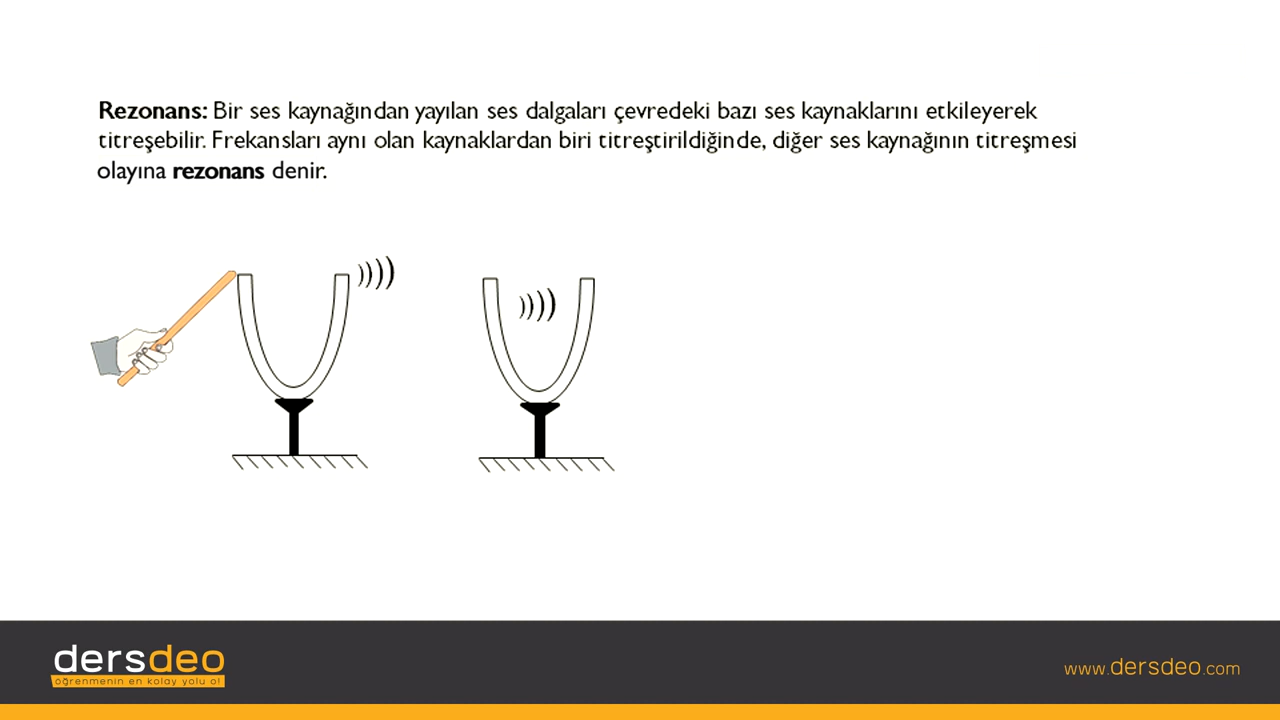 Rezonans: Bir ses kaynağından yayılan ses dalgaları çevredeki bazı ses kaynaklarını etkileyerek
titreşebilir. Frekansları aynı olan kaynaklardan biri titreştirildiğinde, diğer ses kaynağının titreşmesi
olayına rezonans denir.
dersdeo
öğrenmenin en kolay yolu o!
www.dersdeo.com